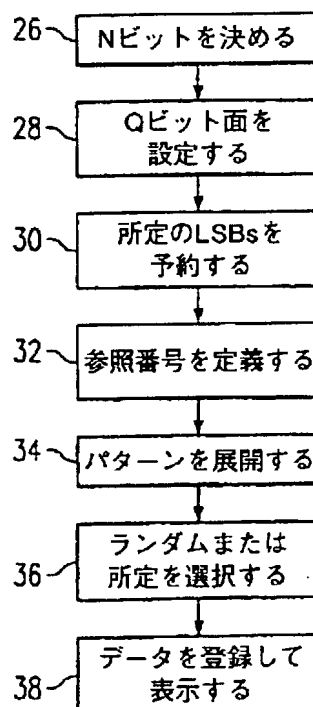 26
Nビットを決める
28
Qビット面を
設定する
30
所定のLSBsを
予約する
32
参照番号を定義する
34
パターンを展開する
36
ランダムまたは
所定を選択する
38
データを登録して
表示する